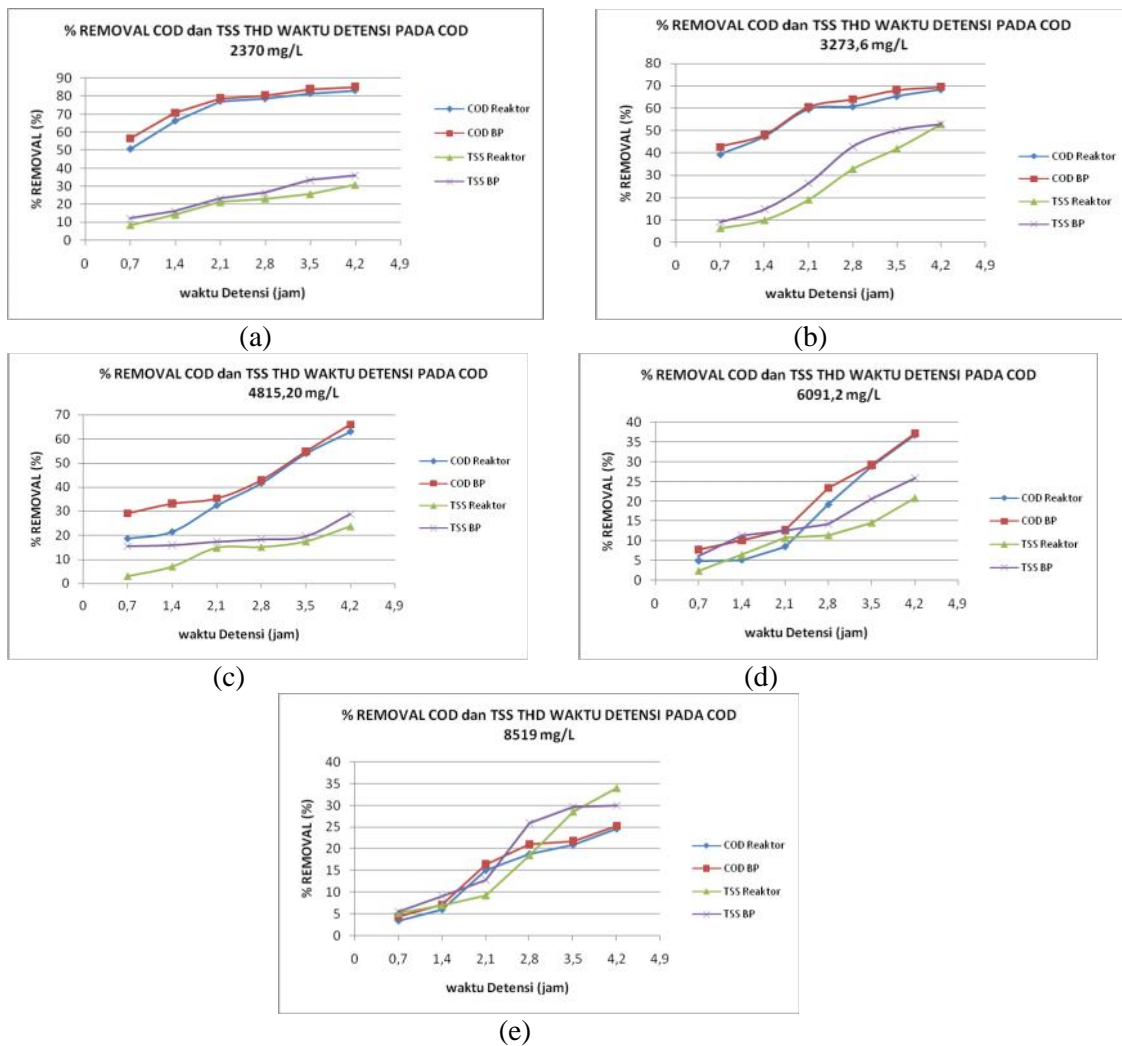 % REMOVAL COD dan TSS THD WAKTU DETENSI PADA COD
2370 mg/L
% REMOVAL (%)
90
80
70
60
50
40
30
20
10
0
0 0,7 1,4 2,1 2,8 3,5 4,2 4,9
waktu Detensi (jam)
COD Reaktor
COD BP
TSS Reaktor
TSS BP
(a)
% REMOVAL COD dan TSS THD WAKTU DETENSI PADA COD
3273,6 mg/L
% REMOVAL (%)
80
70
60
50
40
30
20
10
0
0 0,7 1,4 2,1 2,8 3,5 4,2 4,9
waktu Detensi (jam)
COD Reaktor
COD BP
TSS Reaktor
TSS BP
(b)
% REMOVAL COD dan TSS THD WAKTU DETENSI PADA COD
4815,20 mg/L
% REMOVAL (%)
70
60
50
40
30
20
10
0
0 0,7 1,4 2,1 2,8 3,5 4,2 4,9
waktu Detensi (jam)
COD Reaktor
COD BP
TSS Reaktor
TSS BP
(c)
% REMOVAL COD dan TSS THD WAKTU DETENSI PADA COD
6091,2 mg/L
% REMOVAL (%)
40
35
30
25
20
15
10
5
0
0 0,7 1,4 2,1 2,8 3,5 4,2 4,9
waktu Detensi (jam)
COD Reaktor
COD BP
TSS Reaktor
TSS BP
(d)
% REMOVAL COD dan TSS THD WAKTU DETENSI PADA COD
8519 mg/L
% REMOVAL (%)
40
35
30
25
20
15
10
5
0
0 0,7 1,4 2,1 2,8 3,5 4,2 4,9
waktu Detensi (jam)
COD Reaktor
COD BP
TSS Reaktor
TSS BP
(e)